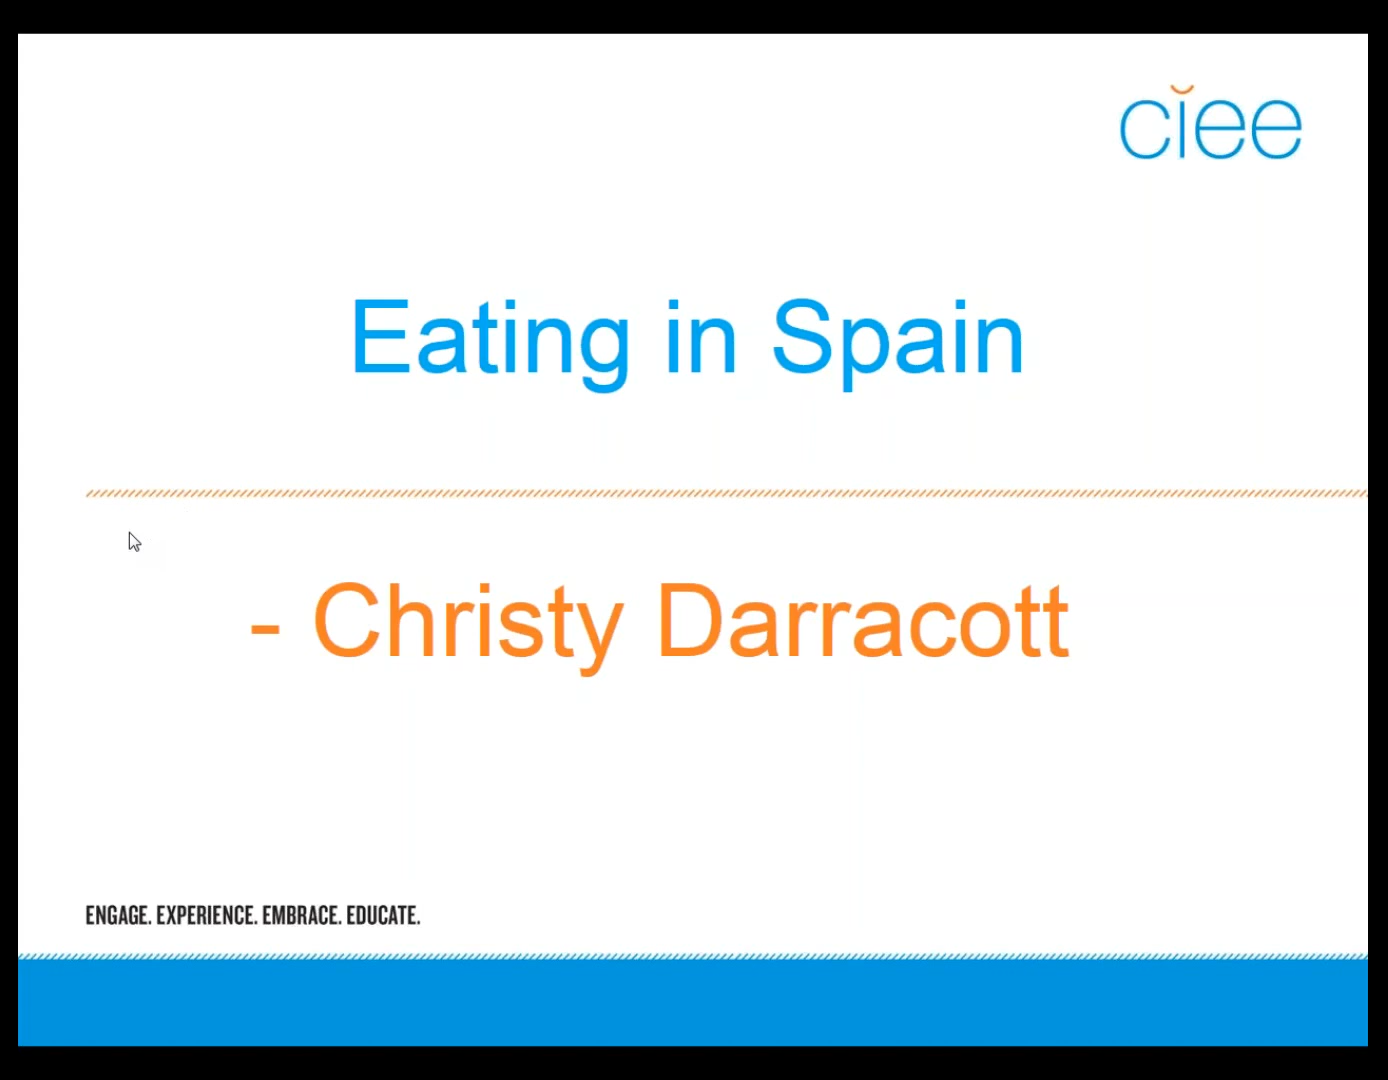 ciee
Eating in Spain
- Christy Darracott
ENGAGE. EXPERIENCE. EMBRACE. EDUCATE.